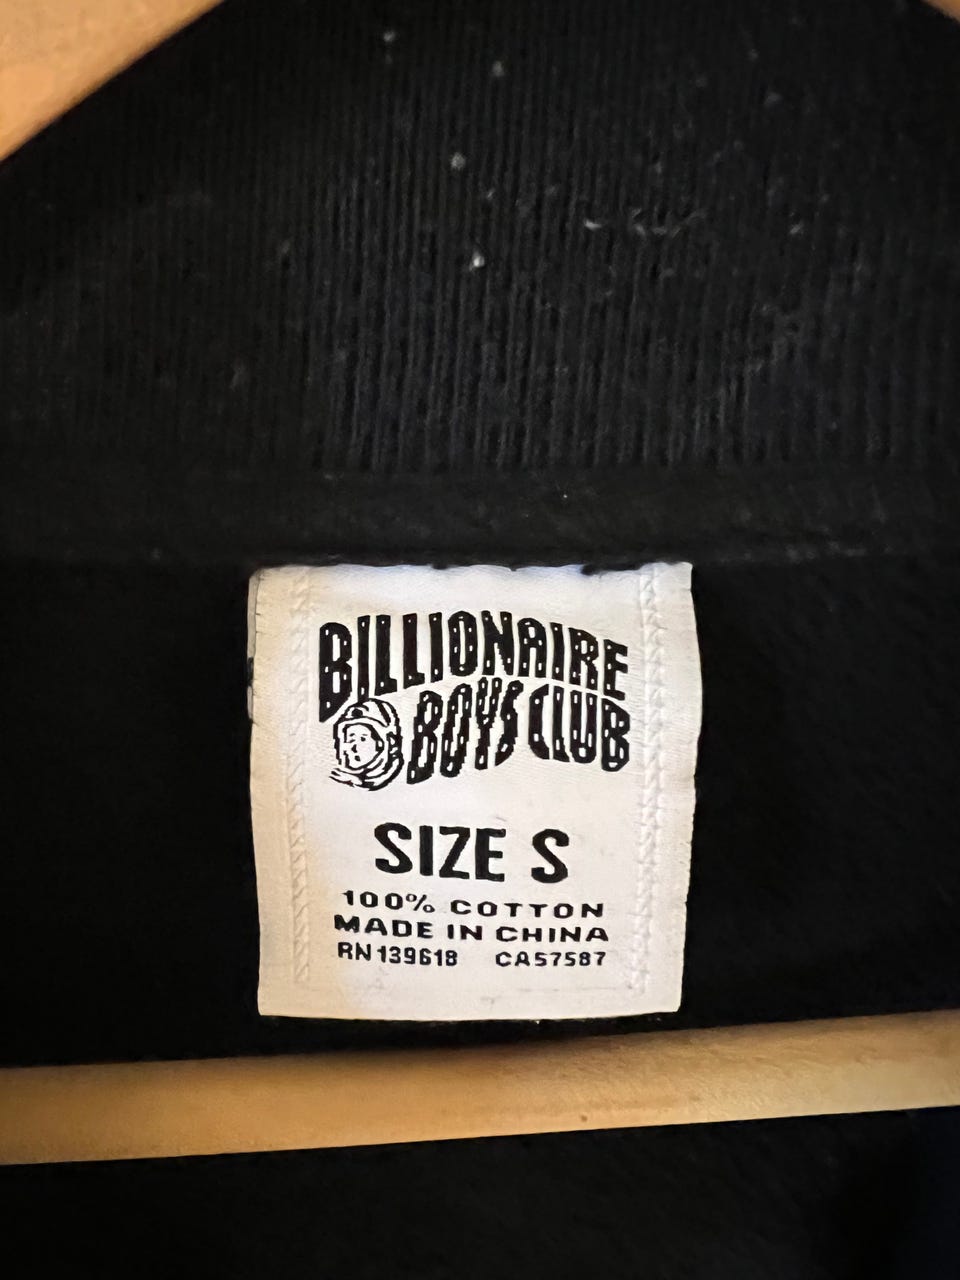 BILLIONAIRE
BOYS CLUB
SIZE S
100% COTTON
MADE IN CHINA
RN 139618 CA57587